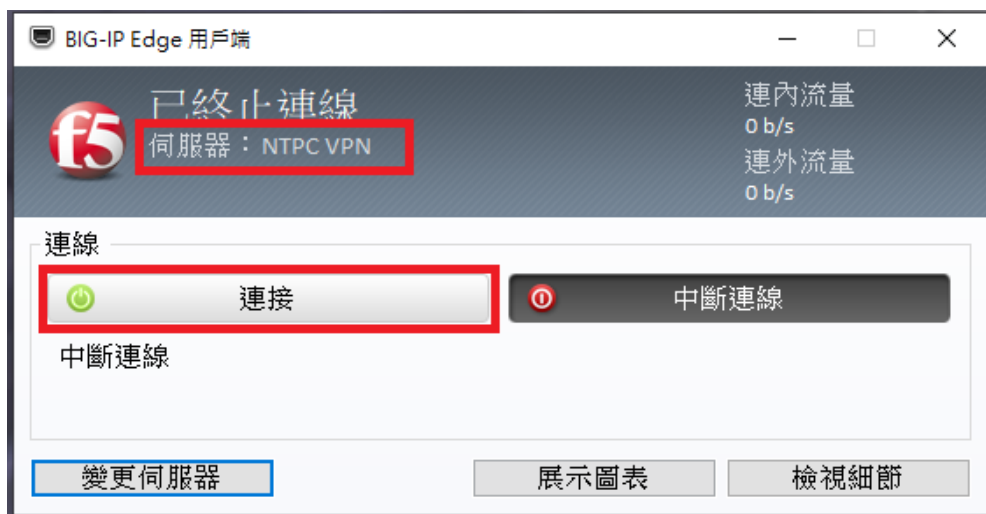 BIG-IP Edge 用戶端
f5
已終止連線
伺服器：NTPC VPN
連內流量
0 b/s
連外流量
0 b/s
連線
連接
中斷連線
中斷連線
變更伺服器
展示圖表
檢視細節